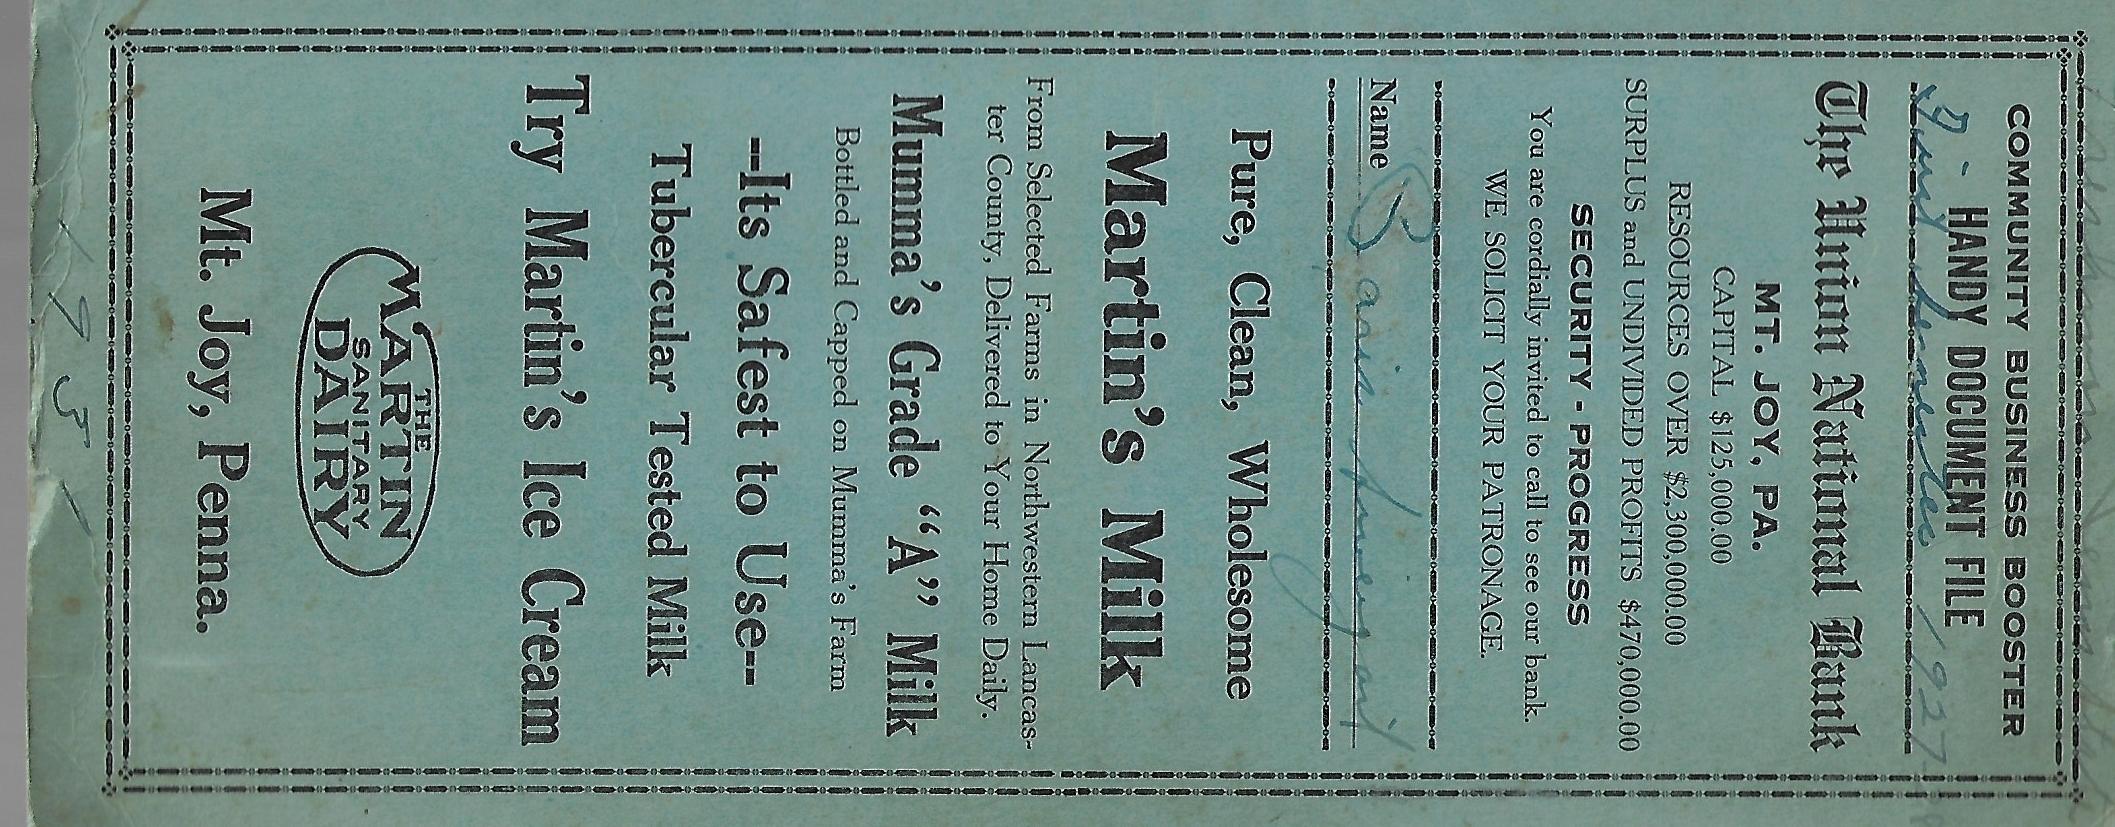 COMMUNITY BUSINESS BOOSTER
HANDY DOCUMENT FILE
First Semester 1927-
The Union National Bank
MT. JOY, PA.
CAPITAL $125,000.00
RESOURCES OVER $2,300,000.00
SURPLUS and UNDIVIDED PROFITS $470,000.00
SECURITY - PROGRESS
You are cordially invited to call to see our bank.
WE SOLICIT YOUR PATRONAGE.
Name
Pure, Clean, Wholesome
Martin's Milk
From Selected Farms in Northwestern Lancas-
ter County, Delivered to Your Home Daily.
Mumma's Grade "A" Milk
Bottled and Capped on Mumma's Farm
--Its Safest to Use--
Tubercular Tested Milk
Try Martin's Ice Cream
THE
MARTIN
SANITARY
DAIRY
Mt. Joy, Penna.
1951